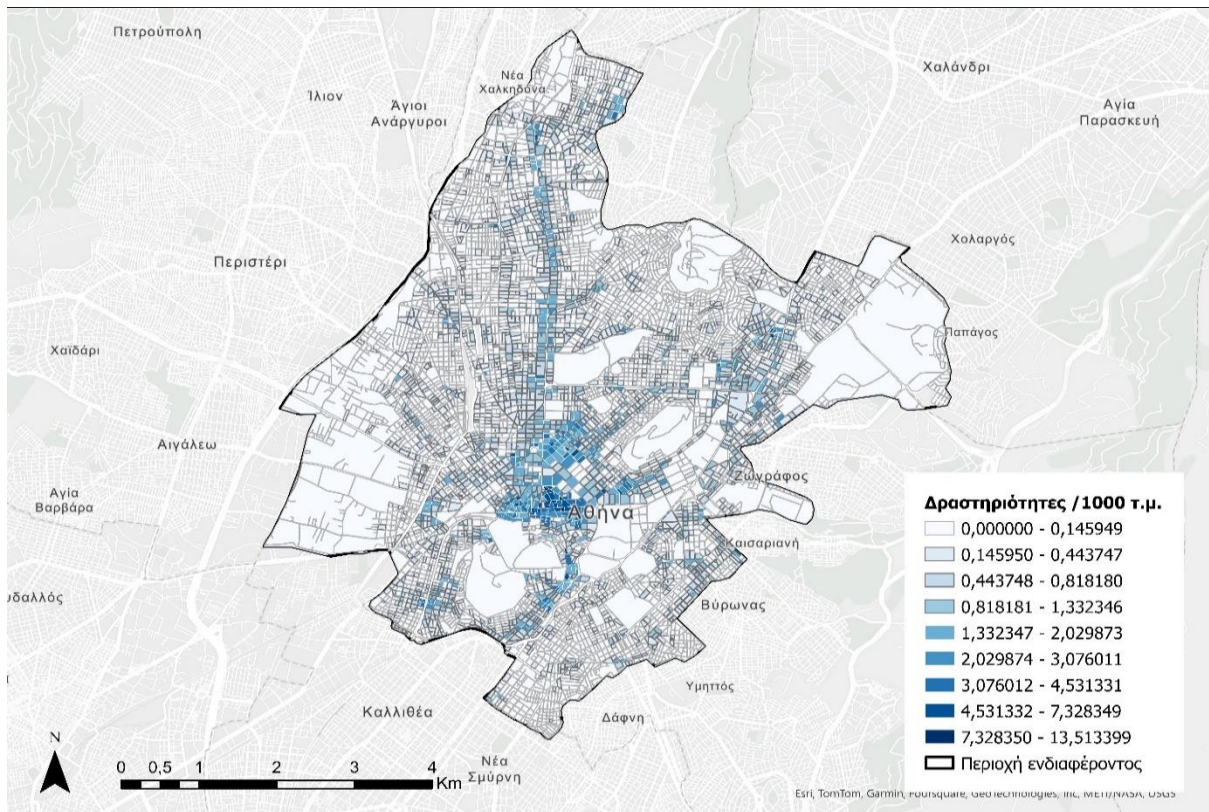 Πετρούπολη
Χαλάνδρι
Νέα
Χαλκηδόνα
Ίλιον
Άγιοι
Ανάργυροι
Αγία
Παρασκευή
Χολαργός
Περιστέρι
Παπάγος
Χαϊδάρι
Αιγάλεω
Ζωγράφος
Αγία
Βαρβάρα
Αθήνα
Καισαριανή
υδαλλός
Βύρωνας
Υμηττός
Καλλιθέα
Δάφνη
Νέα
Σμύρνη
Δραστηριότητες /1000 τ.μ.
0,000000 - 0,145949
0,145950 - 0,443747
0,443748 - 0,818180
0,818181 - 1,332346
1,332347 - 2,029873
2,029874 - 3,076011
3,076012 - 4,531331
4,531332 - 7,328349
7,328350 - 13,513399
Περιοχή ενδιαφέροντος
N
0 0,5 1 2 3 4
Km
Esri, TomTom, Garmin, Foursquare, GeoTechnologies, Inc, METI/NASA, USGS